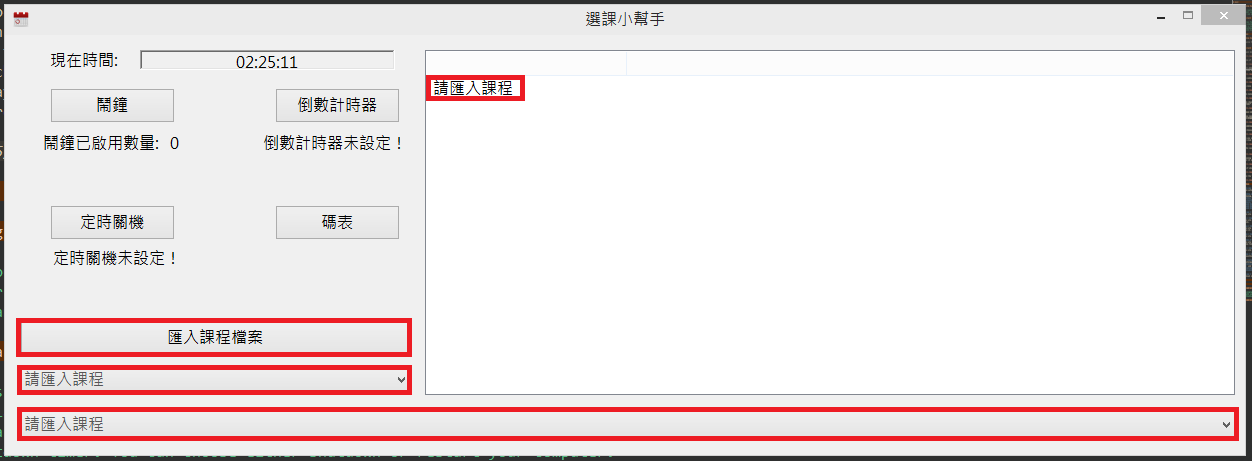 選課小幫手
現在時間: 02:25:11
鬧鐘 倒數計時器
鬧鐘已啟用數量: 0 倒數計時器未設定！
定時關機 碼表
定時關機未設定！
請匯入課程
匯入課程檔案
請匯入課程
請匯入課程